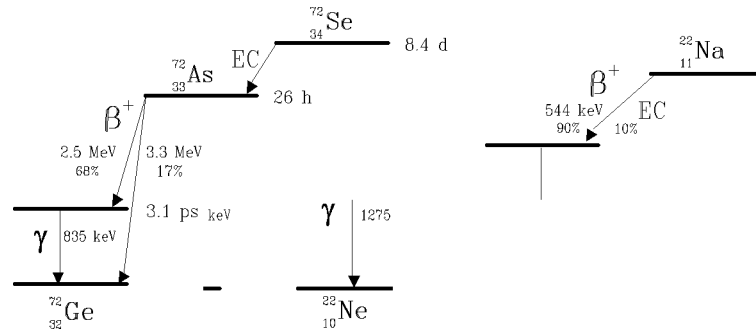 72
34Se
8.4 d
EC
72
33As
26 h
β+
2.5 MeV
68%
3.3 MeV
17%
3.1 ps keV
γ
835 keV
72
32Ge
22
11Na
β+
544 keV
90%
10%
EC
γ
1275
22
10Ne